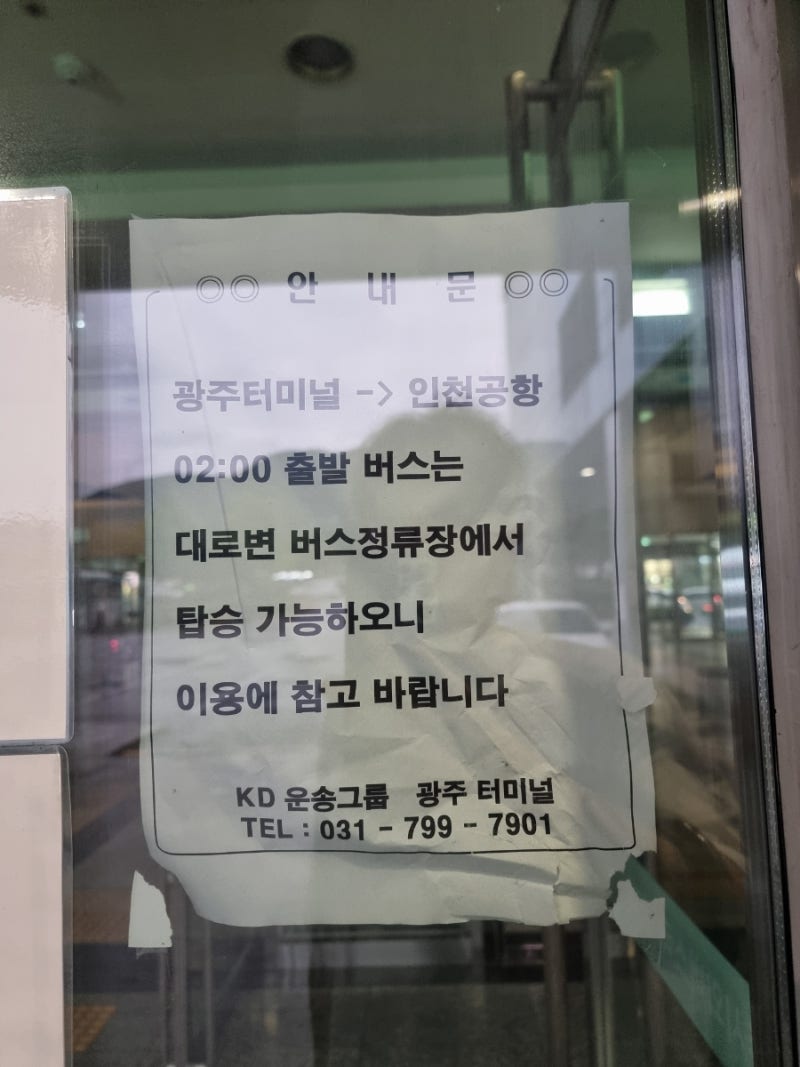 ◎◎ 안 내 문 ◎◎
광주터미널 -> 인천공항
02:00 출발 버스는
대로변 버스정류장에서
탑승 가능하오니
이용에 참고 바랍니다
KD 운송그룹 광주 터미널
TEL : 031 - 799 - 7901